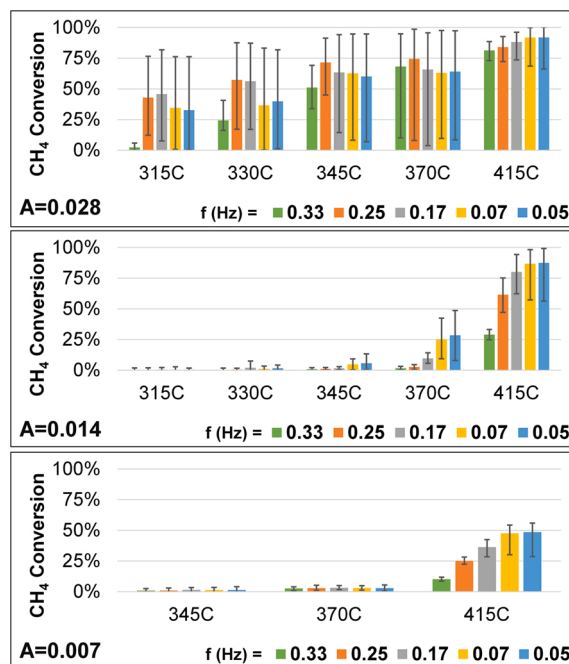 CH4 Conversion
100%
75%
50%
25%
0%
315C 330C 345C 370C 415C
A=0.028
f (Hz) = 0.33 0.25 0.17 0.07 0.05
CH4 Conversion
100%
75%
50%
25%
0%
315C 330C 345C 370C 415C
A=0.014
f (Hz) = 0.33 0.25 0.17 0.07 0.05
CH4 Conversion
100%
75%
50%
25%
0%
345C 370C 415C
A=0.007
f (Hz) = 0.33 0.25 0.17 0.07 0.05